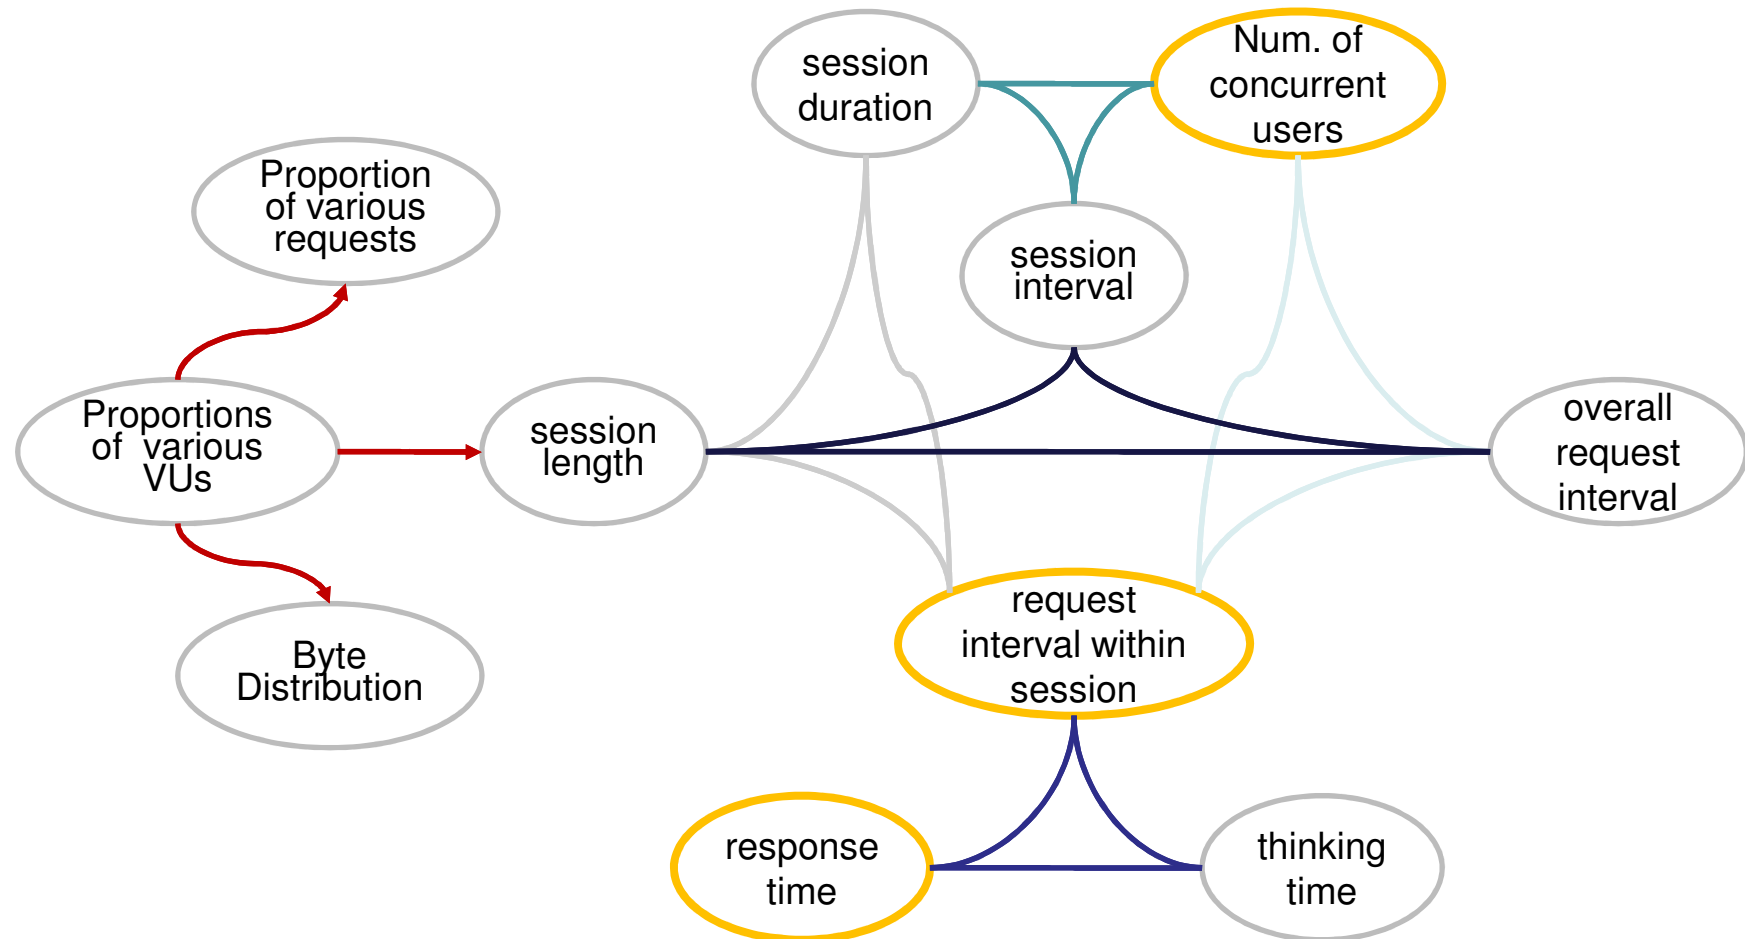 session
duration
Num. of
concurrent
users
Proportion
of various
requests
session
interval
Proportions
of various
VUs
session
length
overall
request
interval
request
interval within
session
Byte
Distribution
response
time
thinking
time